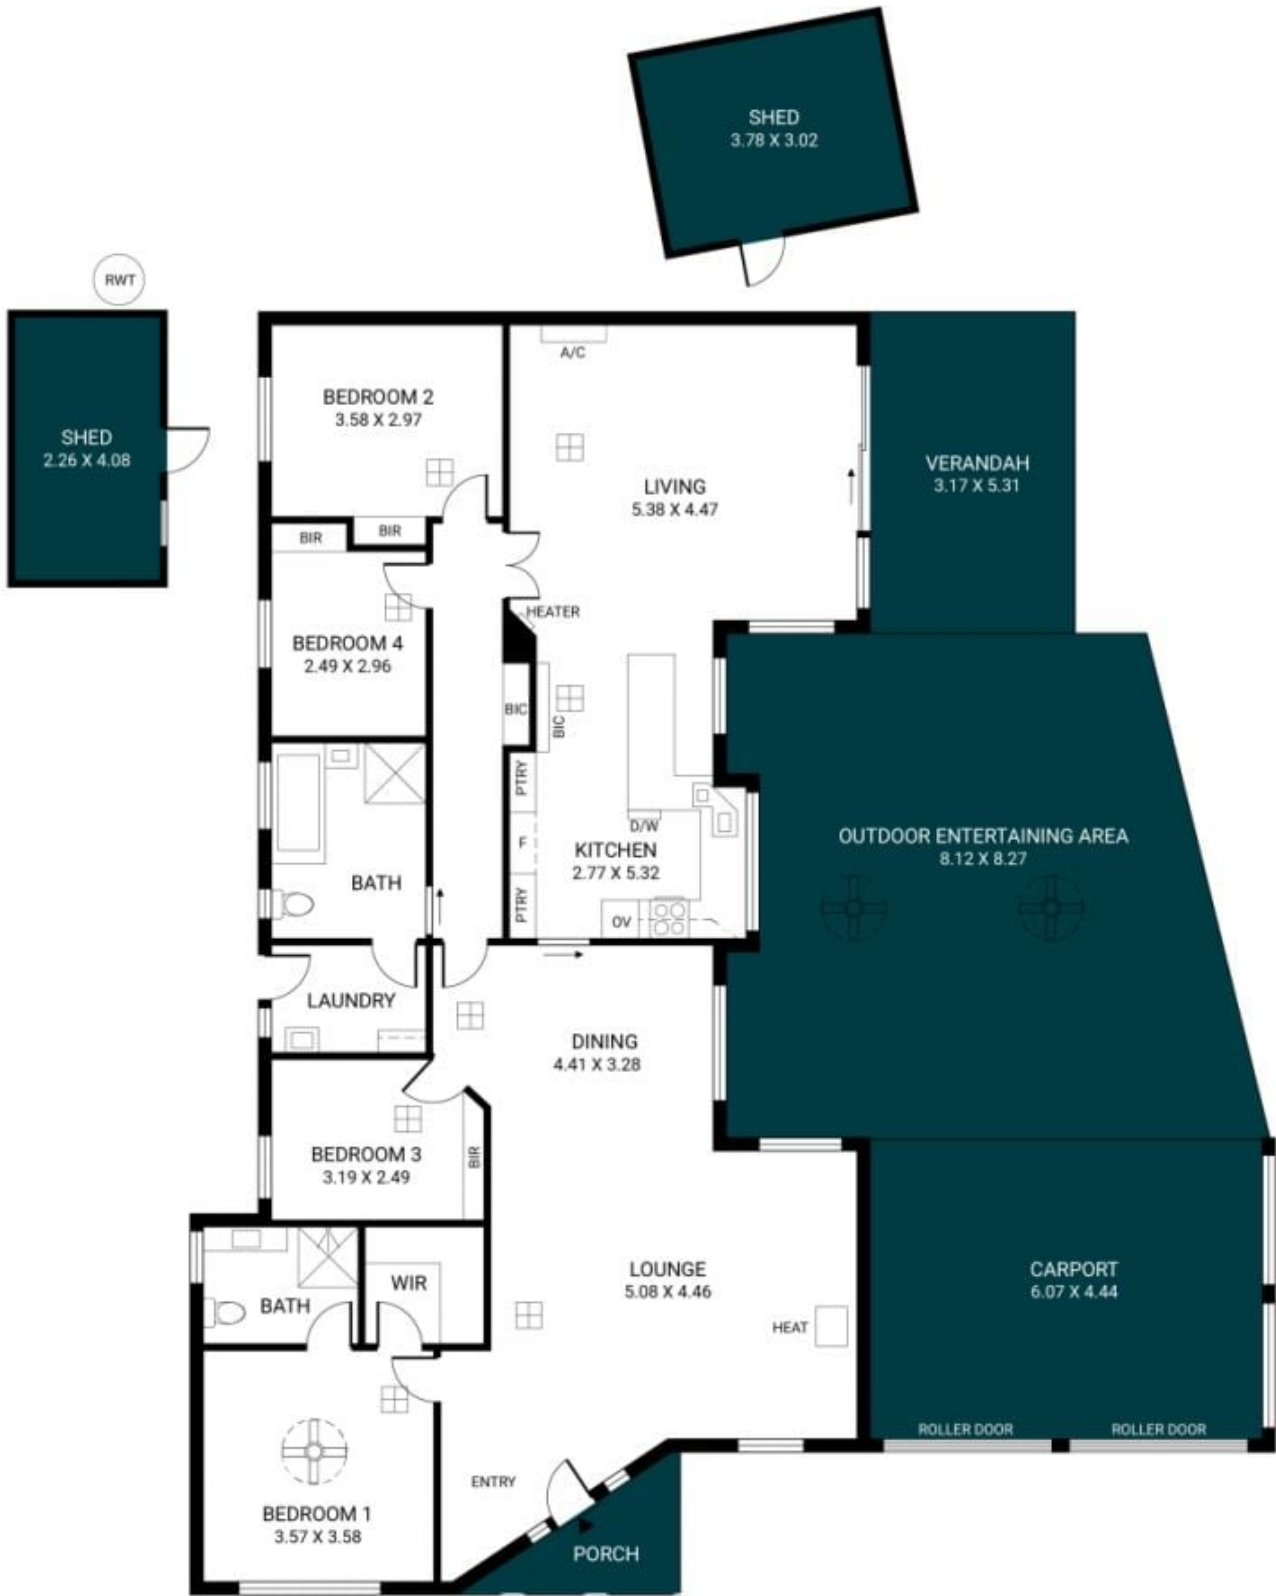 SHED
3.78 X 3.02
RWT
SHED
2.26 X 4.08
A/C
BEDROOM 2
3.58 X 2.97
LIVING
5.38 X 4.47
VERANDAH
3.17 X 5.31
BIR
BIR
HEATER
BEDROOM 4
2.49 X 2.96
BIC
BIC
PTRY
D/W
F
KITCHEN
2.77 X 5.32
OUTDOOR ENTERTAINING AREA
8.12 X 8.27
BATH
PTRY
OV
LAUNDRY
DINING
4.41 X 3.28
BEDROOM 3
3.19 X 2.49
BIR
LOUNGE
5.08 X 4.46
CARPORT
6.07 X 4.44
WIR
BATH
HEAT
ROLLER DOOR
ROLLER DOOR
ENTRY
BEDROOM 1
3.57 X 3.58
PORCH